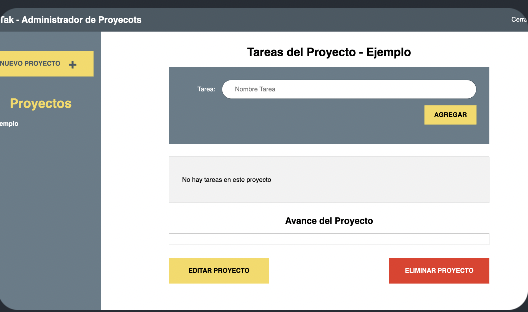 fak - Administrador de Proyecots
NUEVO PROYECTO +
Proyectos
emplo
Tareas del Proyecto - Ejemplo
Tarea:
Nombre Tarea
AGREGAR
No hay tareas en este proyecto
Avance del Proyecto
EDITAR PROYECTO
ELIMINAR PROYECTO